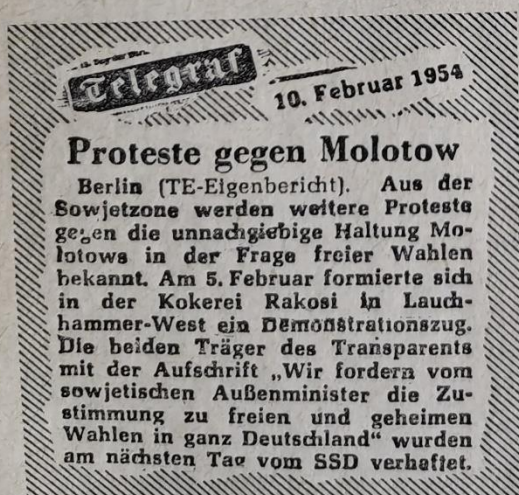 Telegraf
10. Februar 1954
Proteste gegen Molotow
Berlin (TE-Eigenbericht). Aus der
Sowjetzone werden weitere Proteste
gegen die unnachgiebige Haltung Mo-
lotows in der Frage freier Wahlen
bekannt. Am 5. Februar formierte sich
in der Kokerei Rakosi in Lauch-
hammer-West ein Demonstrationszug.
Die beiden Träger des Transparents
mit der Aufschrift „Wir fordern vom
sowjetischen Außenminister die Zu-
stimmung zu freien und geheimen
Wahlen in ganz Deutschland“ wurden
am nächsten Tag vom SSD verhaftet.